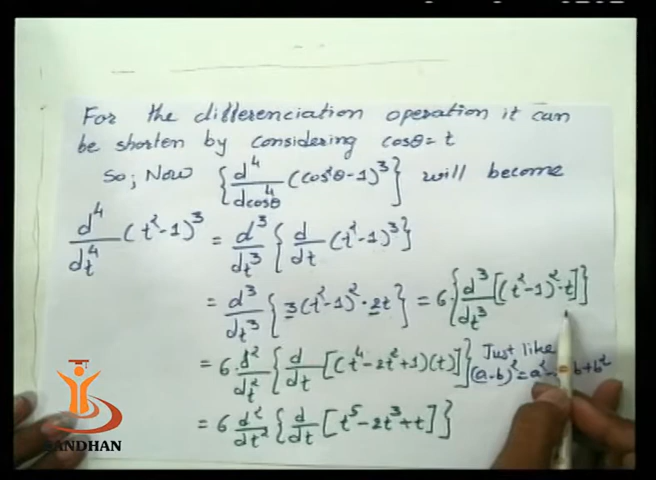 For the differenciation operation it can
be shorten by considering cosθ = t
So; Now {d⁴/dcosθ⁴ (cos²θ-1)³} will become
d⁴/dt⁴ (t²-1)³ = d³/dt³ {d/dt (t²-1)³}
= d³/dt³ {3(t²-1)²·2t} = 6·{d³/dt³ [(t²-1)²·t]}
= 6·d²/dt² {d/dt [(t⁴-2t²+1)(t)]} Just like
(a-b)² = a²- b+b²
= 6 d²/dt² {d/dt [t⁵-2t³+t]}
SANDHAN